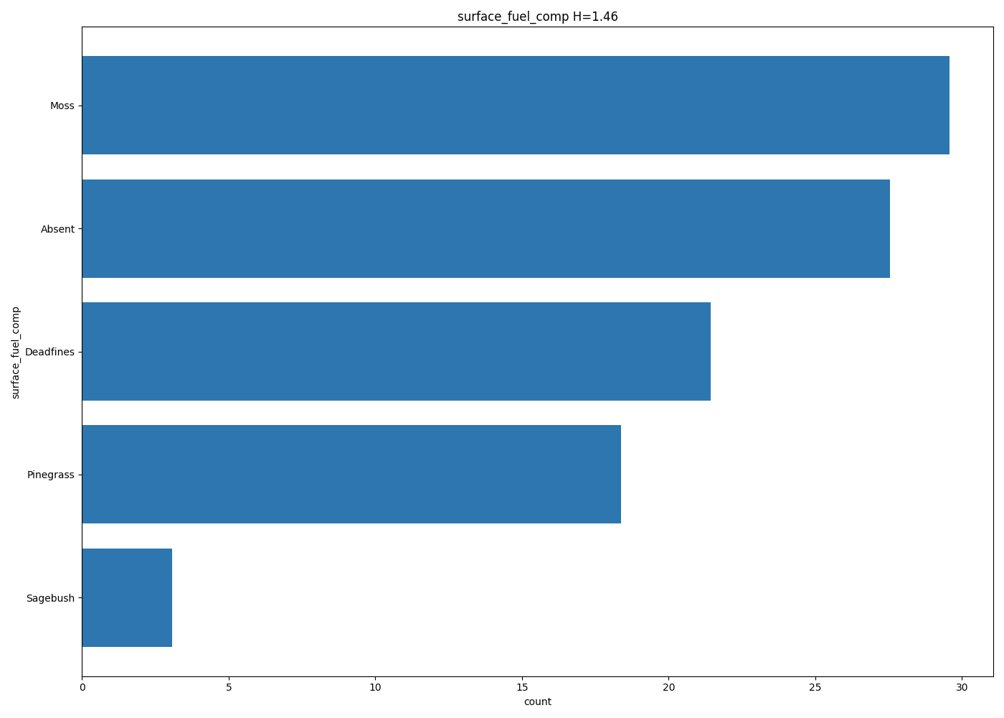 surface_fuel_comp H=1.46
surface_fuel_comp
Moss
Absent
Deadfines
Pinegrass
Sagebush
0 5 10 15 20 25 30
count